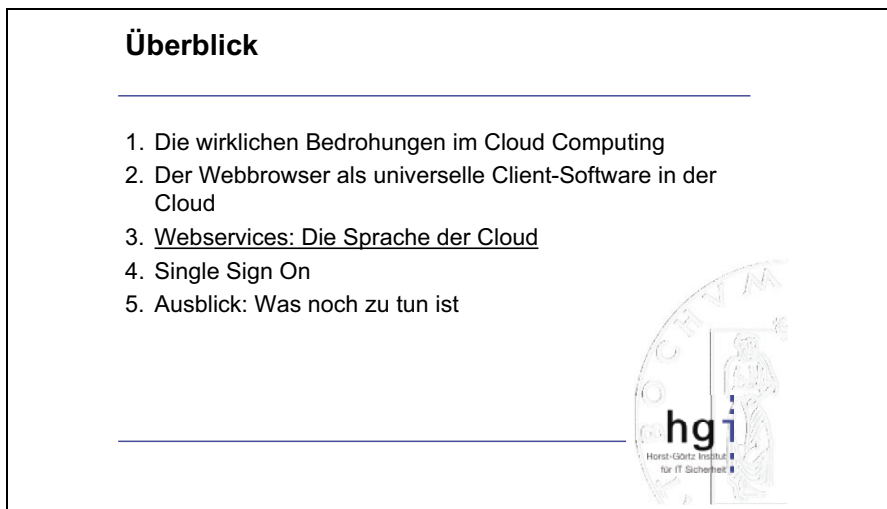 Überblick
1. Die wirklichen Bedrohungen im Cloud Computing
2. Der Webbrowser als universelle Client-Software in der
Cloud
3. Webservices: Die Sprache der Cloud
4. Single Sign On
5. Ausblick: Was noch zu tun ist
BOCHVM
hgi
Horst-Görtz Institut
für IT Sicherheit